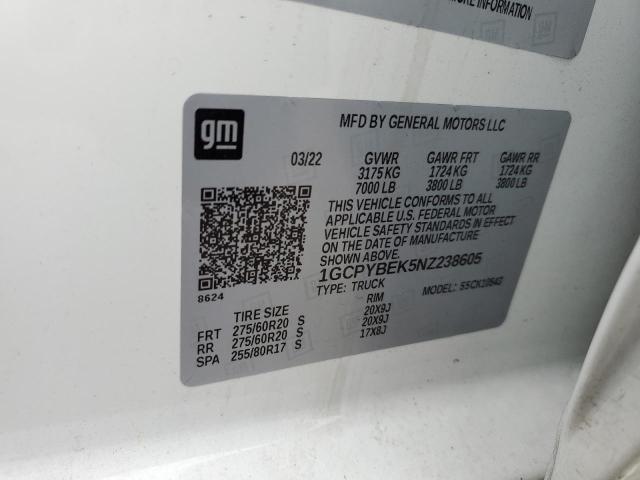 MORE INFORMATION
gm
MFD BY GENERAL MOTORS LLC
03/22 GVWR GAWR FRT GAWR RR
3175 KG 1724 KG 1724 KG
7000 LB 3800 LB 3800 LB
THIS VEHICLE CONFORMS TO ALL
APPLICABLE U.S. FEDERAL MOTOR
VEHICLE SAFETY STANDARDS IN EFFECT
ON THE DATE OF MANUFACTURE
SHOWN ABOVE.
1GCPYBEK5NZ238605
TYPE: TRUCK MODEL:
8624
TIRE SIZE RIM
FRT 275/60R20 S 20X9J
RR 275/60R20 S 20X9J
SPA 255/80R17 S 17X8J